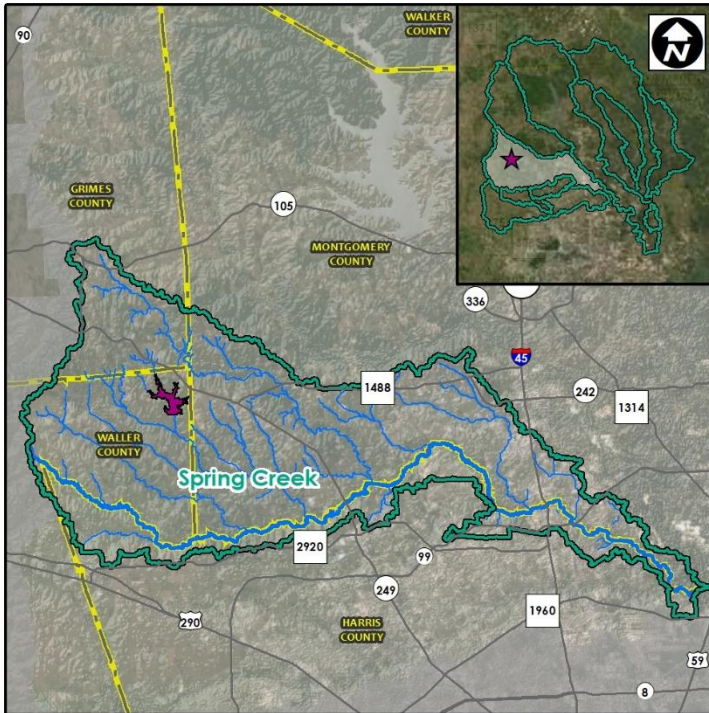 WALKER
COUNTY
90
N
GRIMES
COUNTY
105
MONTGOMERY
COUNTY
336
45
1488
242
1314
WALLER
COUNTY
Spring Creek
2920
99
249
290
HARRIS
COUNTY
1960
59
8